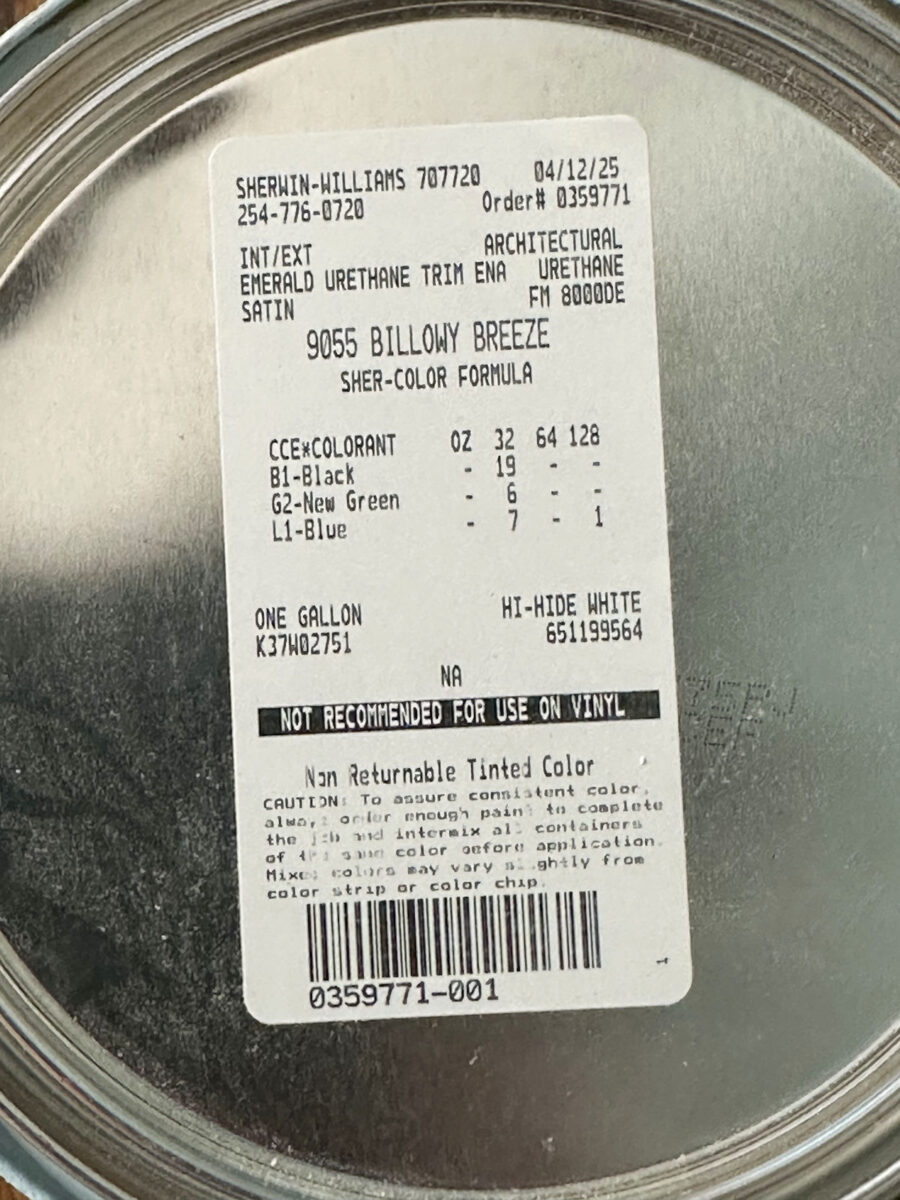 SHERWIN-WILLIAMS 707720 04/12/25
254-776-0720 Order# 0359771
INT/EXT ARCHITECTURAL
EMERALD URETHANE TRIM ENA URETHANE
SATIN FM 8000DE
9055 BILLOWY BREEZE
SHER-COLOR FORMULA
CCE*COLORANT OZ 32 64 128
B1-Black - 19 - -
G2-New Green - 6 - -
L1-Blue - 7 - 1
ONE GALLON HI-HIDE WHITE
K37W02751 651199564
NA
NOT RECOMMENDED FOR USE ON VINYL
Non Returnable Tinted Color
CAUTION: To assure consistent color,
always order enough paint to complete
the job and intermix all containers
of the same color before application.
Mixed colors may vary slightly from
color strip or color chip.
0359771-001